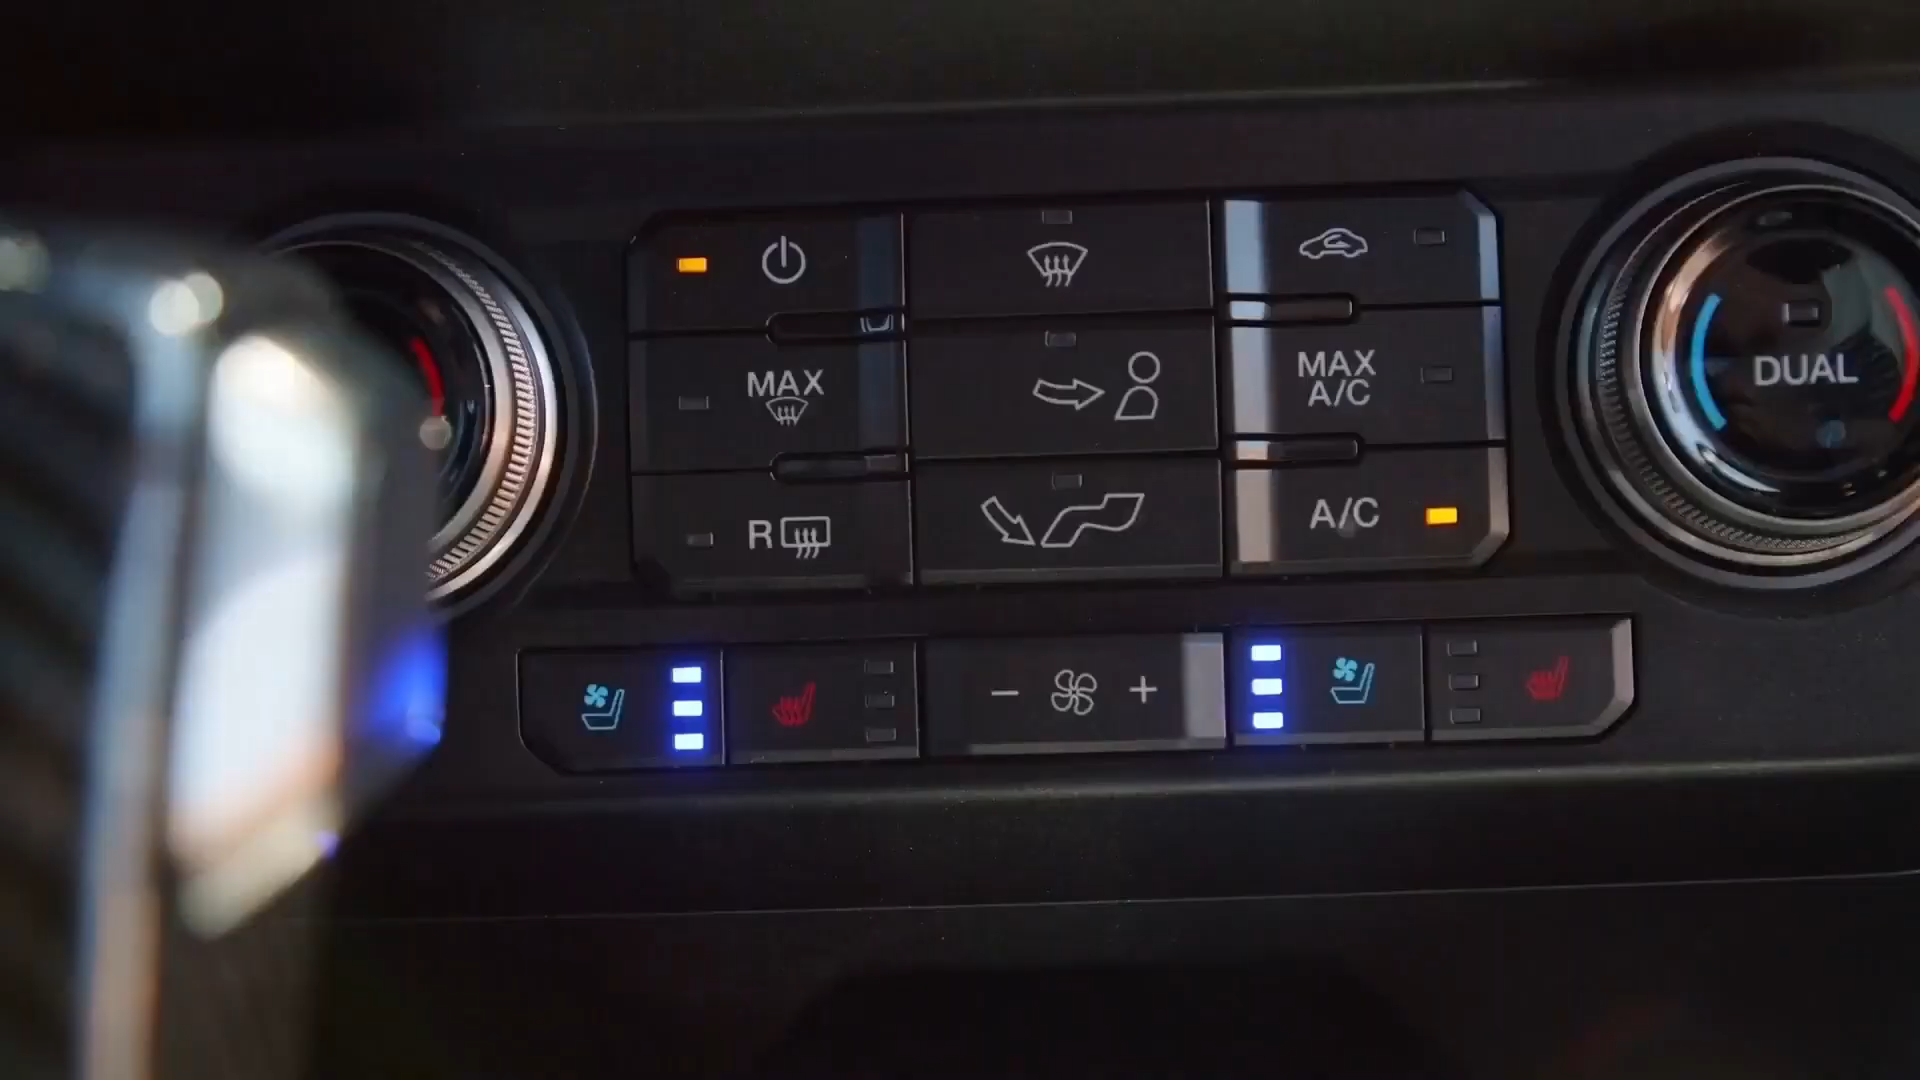 MAX
MAX
A/C
DUAL
R
A/C
- +